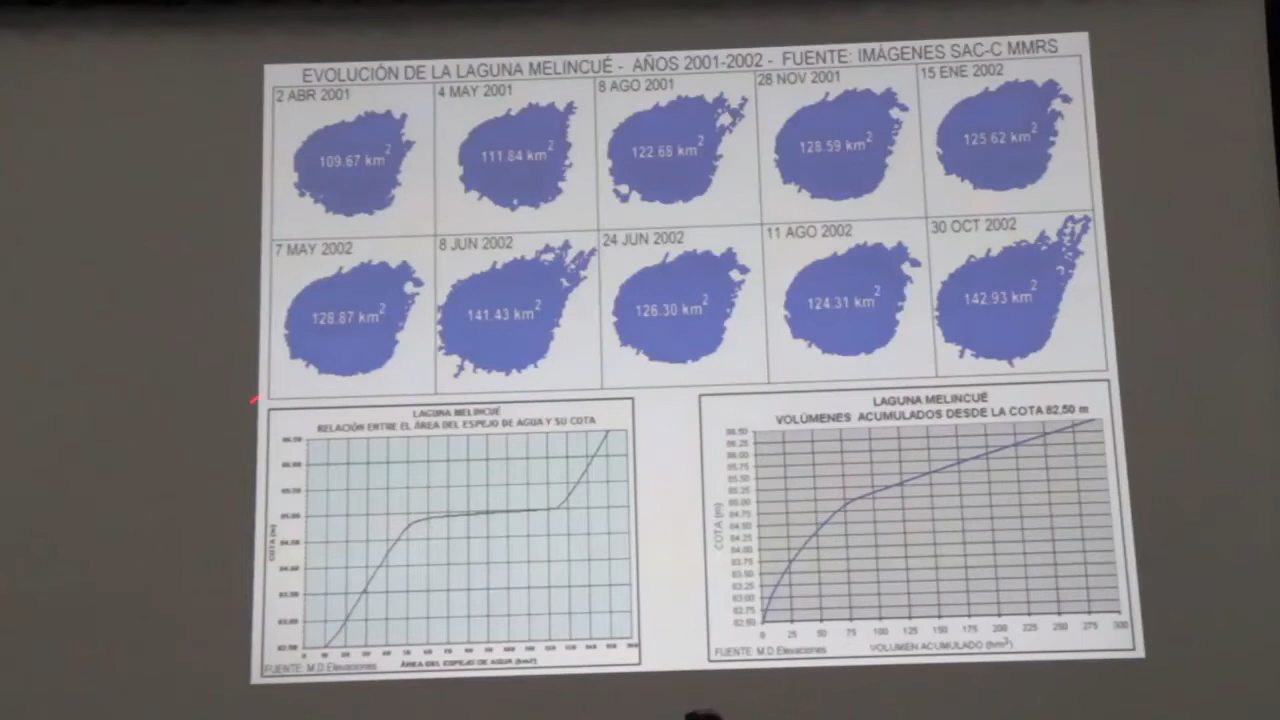 EVOLUCIÓN DE LA LAGUNA MELINCUÉ - AÑOS 2001-2002 - FUENTE: IMÁGENES SAC-C MMRS
2 ABR 2001
4 MAY 2001
8 AGO 2001
28 NOV 2001
15 ENE 2002
109.67 km²
111.84 km²
122.68 km²
128.59 km²
125.62 km²
7 MAY 2002
8 JUN 2002
24 JUN 2002
11 AGO 2002
30 OCT 2002
128.87 km²
141.43 km²
126.30 km²
124.31 km²
142.93 km²
LAGUNA MELINCUÉ
RELACIÓN ENTRE EL ÁREA DEL ESPEJO DE AGUA Y SU COTA
COTA (m)
ÁREA DEL ESPEJO DE AGUA (km2)
FUENTE: M.D.Elevaciones
LAGUNA MELINCUÉ
VOLÚMENES ACUMULADOS DESDE LA COTA 82,50 m
86.50
86.25
86.00
85.75
85.50
85.25
85.00
84.75
84.50
84.25
84.00
83.75
83.50
83.25
83.00
82.75
82.50
COTA (m)
0 25 50 75 100 125 150 175 200 225 250 275 300
VOLUMEN ACUMULADO (hm³)
FUENTE: M.D.Elevaciones